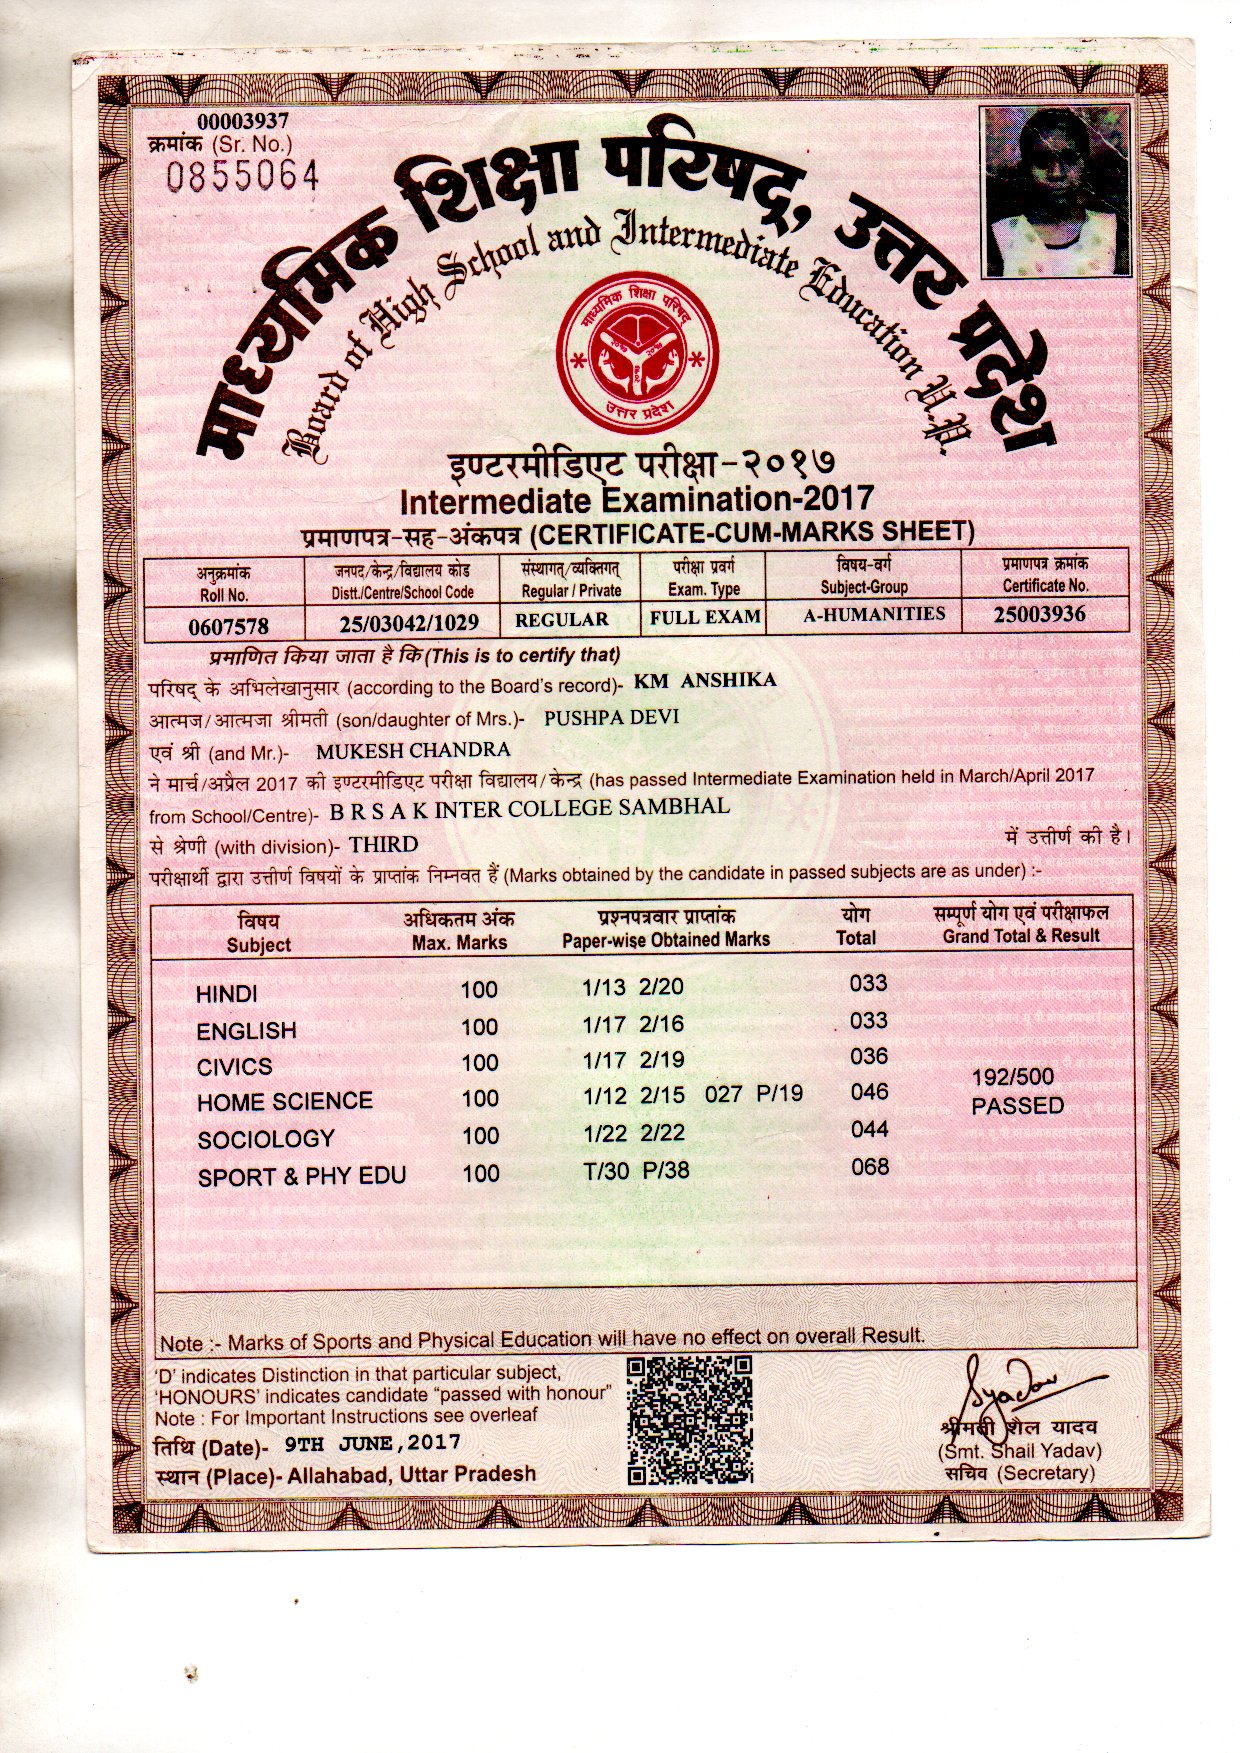 00003937
क्रमांक (Sr. No.)
0855064
माध्यमिक शिक्षा परिषद्, उत्तर प्रदेश
Board of High School and Intermediate Education U.P.
माध्यमिक शिक्षा परिषद्
उत्तर प्रदेश
इण्टरमीडिएट परीक्षा-२०१७
Intermediate Examination-2017
प्रमाणपत्र-सह-अंकपत्र (CERTIFICATE-CUM-MARKS SHEET)
अनुक्रमांक जनपद/केन्द्र/विद्यालय कोड संस्थागत्/व्यक्तिगत् परीक्षा प्रवर्ग विषय-वर्ग प्रमाणपत्र क्रमांक
Roll No. Distt./Centre/School Code Regular / Private Exam. Type Subject-Group Certificate No.
0607578 25/03042/1029 REGULAR FULL EXAM A-HUMANITIES 25003936
प्रमाणित किया जाता है कि (This is to certify that)
परिषद् के अभिलेखानुसार (according to the Board's record)- KM ANSHIKA
आत्मज/आत्मजा श्रीमती (son/daughter of Mrs.)- PUSHPA DEVI
एवं श्री (and Mr.)- MUKESH CHANDRA
ने मार्च/अप्रैल 2017 की इण्टरमीडिएट परीक्षा विद्यालय/केन्द्र (has passed Intermediate Examination held in March/April 2017
from School/Centre)- B R S A K INTER COLLEGE SAMBHAL
से श्रेणी (with division)- THIRD में उत्तीर्ण की है।
परीक्षार्थी द्वारा उत्तीर्ण विषयों के प्राप्तांक निम्नवत हैं (Marks obtained by the candidate in passed subjects are as under) :-
विषय अधिकतम अंक प्रश्नपत्रवार प्राप्तांक योग सम्पूर्ण योग एवं परीक्षाफल
Subject Max. Marks Paper-wise Obtained Marks Total Grand Total & Result
HINDI 100 1/13 2/20 033
ENGLISH 100 1/17 2/16 033
CIVICS 100 1/17 2/19 036
192/500
HOME SCIENCE 100 1/12 2/15 027 P/19 046
PASSED
SOCIOLOGY 100 1/22 2/22 044
SPORT & PHY EDU 100 T/30 P/38 068
Note :- Marks of Sports and Physical Education will have no effect on overall Result.
'D' indicates Distinction in that particular subject,
'HONOURS' indicates candidate "passed with honour"
Note : For Important Instructions see overleaf
तिथि (Date)- 9TH JUNE,2017
स्थान (Place)- Allahabad, Uttar Pradesh
Syadav
श्रीमती शैल यादव
(Smt. Shail Yadav)
सचिव (Secretary)